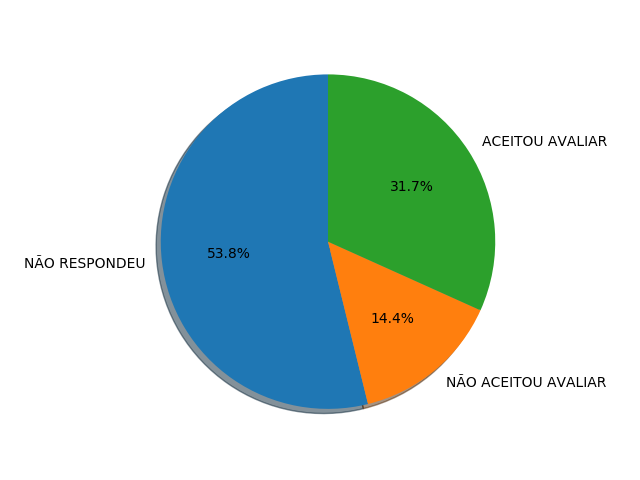 ACEITOU AVALIAR
31.7%
53.8%
NÃO RESPONDEU
14.4%
NÃO ACEITOU AVALIAR